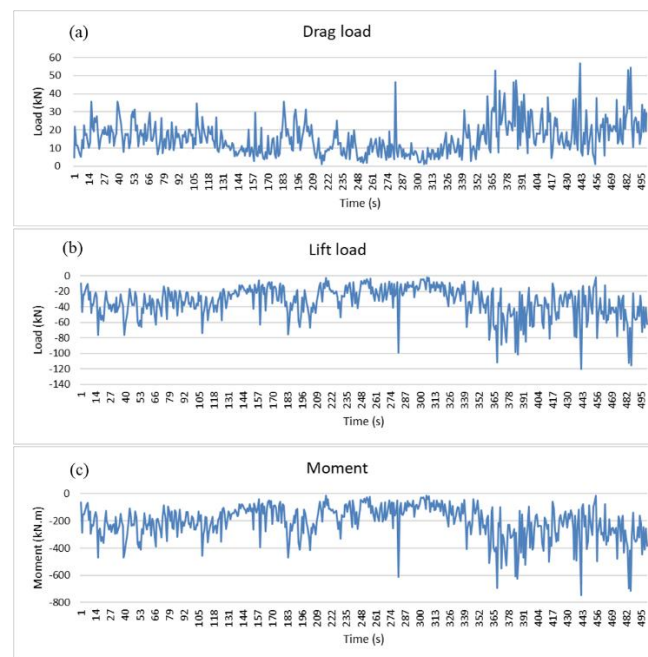 (a)
Drag load
Load (kN)
60
50
40
30
20
10
0
1 14 27 40 53 66 79 92 105 118 131 144 157 170 183 196 209 222 235 248 261 274 287 300 313 326 339 352 365 378 391 404 417 430 443 456 469 482 495
Time (s)
(b)
Lift load
Load (kN)
0
-20
-40
-60
-80
-100
-120
-140
1 14 27 40 53 66 79 92 105 118 131 144 157 170 183 196 209 222 235 248 261 274 287 300 313 326 339 352 365 378 391 404 417 430 443 456 469 482 495
Time (s)
(c)
Moment
Moment (kN.m)
0
-200
-400
-600
-800
1 14 27 40 53 66 79 92 105 118 131 144 157 170 183 196 209 222 235 248 261 274 287 300 313 326 339 352 365 378 391 404 417 430 443 456 469 482 495
Time (s)